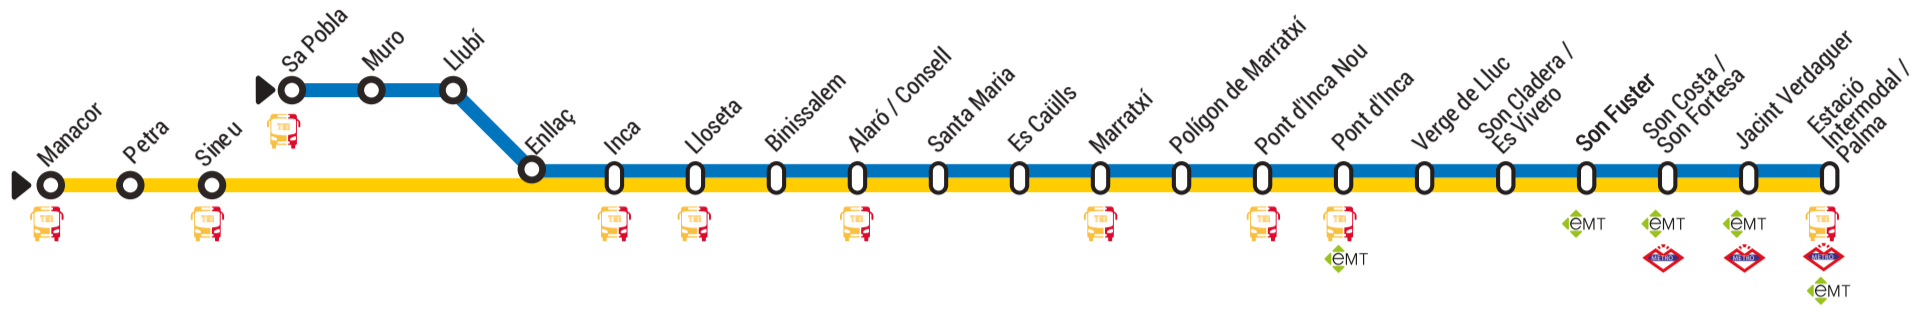 Sa Pobla
Muro
Llubí
Manacor
Petra
Sineu
Enllaç
Inca
Lloseta
Binissalem
Alaró / Consell
Santa Maria
Es Caülls
Marratxí
Polígon de Marratxí
Pont d'Inca Nou
Pont d'Inca
Verge de Lluc
Son Cladera /
Es Vivero
Son Fuster
Son Costa /
Son Fortesa
Jacint Verdaguer
Estació
Intermodal /
Palma
TIB
TIB
TIB
TIB
TIB
TIB
TIB
TIB
TIB
TIB
eMT
eMT
eMT
eMT
eMT
METRO
METRO
METRO